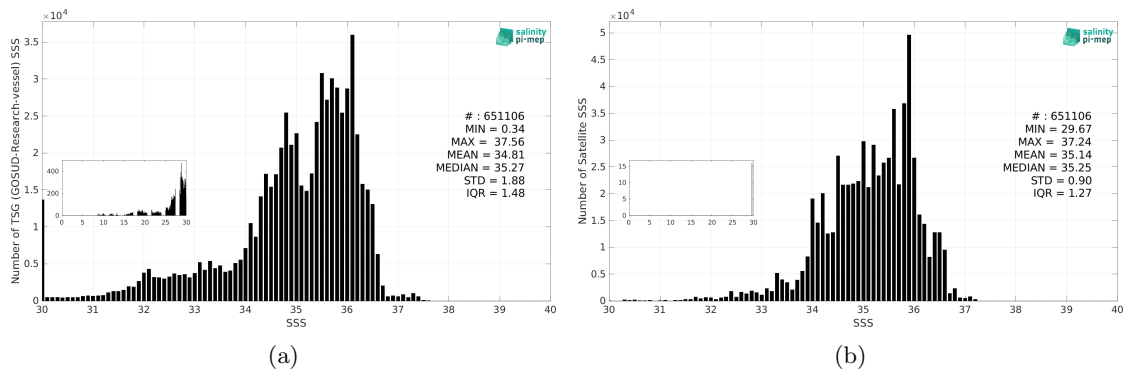 ×10⁴
4
3.5
3
2.5
2
1.5
1
0.5
0
Number of TSG (GOSUD-Research-vessel) SSS
30 31 32 33 34 35 36 37 38 39 40
SSS
salinity
pi-mep
# : 651106
MIN = 0.34
MAX = 37.56
MEAN = 34.81
MEDIAN = 35.27
STD = 1.88
IQR = 1.48
400
200
0
0 5 10 15 20 25 30
(a)
×10⁴
5
4.5
4
3.5
3
2.5
2
1.5
1
0.5
0
Number of Satellite SSS
30 31 32 33 34 35 36 37 38 39 40
SSS
salinity
pi-mep
# : 651106
MIN = 29.67
MAX = 37.24
MEAN = 35.14
MEDIAN = 35.25
STD = 0.90
IQR = 1.27
15
10
5
0
0 5 10 15 20 25 30
(b)